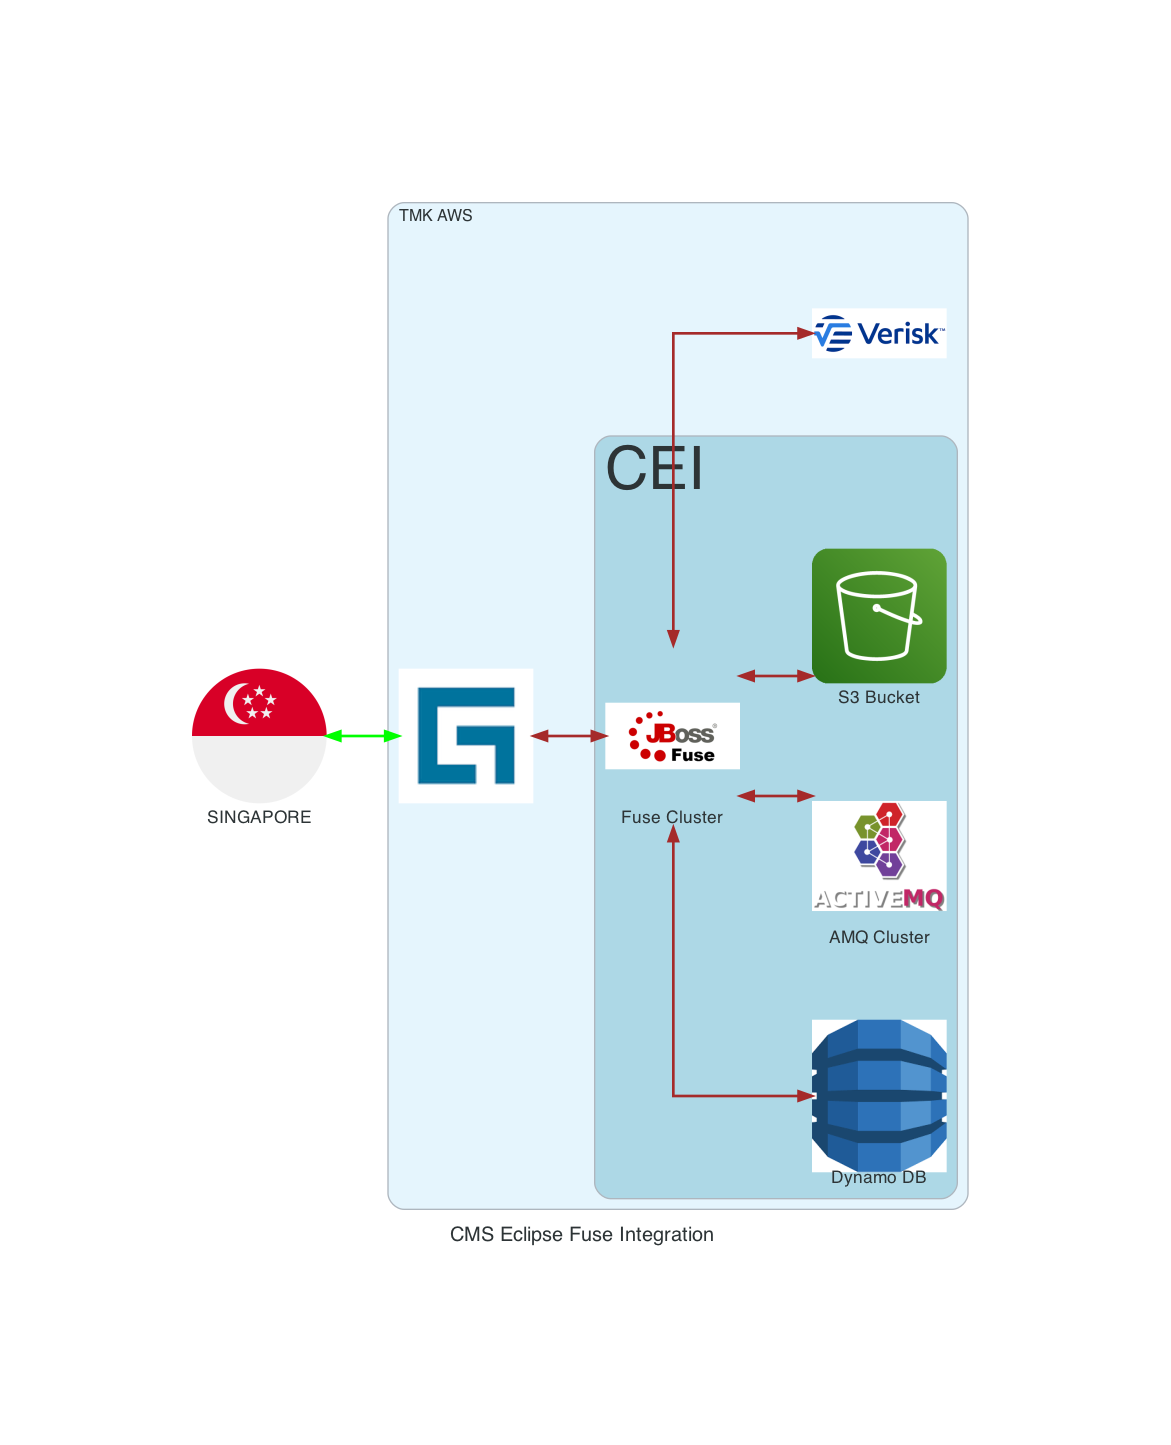 TMK AWS
Verisk™
CEI
S3 Bucket
SINGAPORE
JBoss®
Fuse
Fuse Cluster
ACTIVEMQ
AMQ Cluster
Dynamo DB
CMS Eclipse Fuse Integration